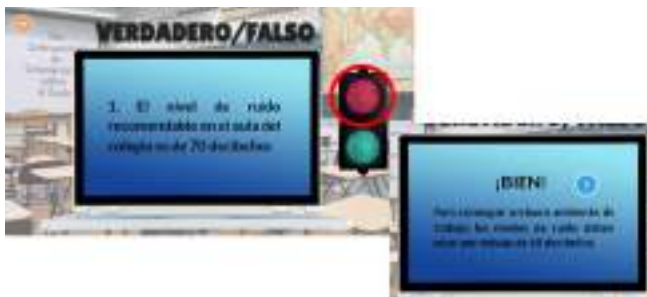 VERDADERO/FALSO
1. El nivel de ruido
recomendable en el aula del
colegio es de 70 decibelios
¡BIEN!
Para conseguir un buen ambiente de
trabajo los niveles de ruido deben
estar por debajo de decibelios